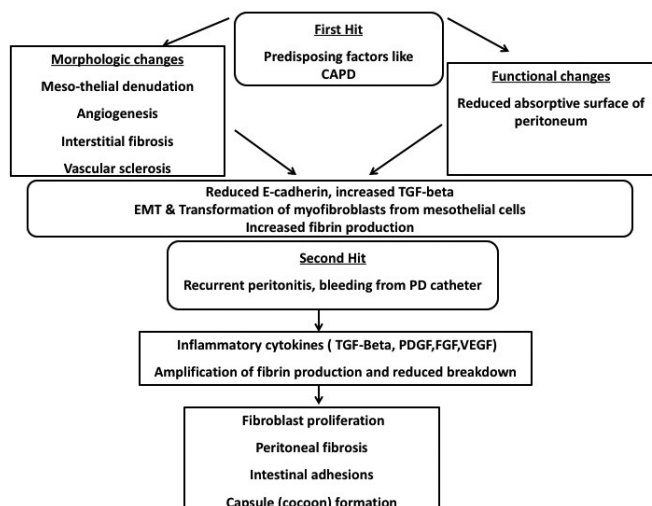 First Hit
Predisposing factors like
CAPD
Morphologic changes
Meso-thelial denudation
Angiogenesis
Interstitial fibrosis
Vascular sclerosis
Functional changes
Reduced absorptive surface of
peritoneum
Reduced E-cadherin, increased TGF-beta
EMT & Transformation of myofibroblasts from mesothelial cells
Increased fibrin production
Second Hit
Recurrent peritonitis, bleeding from PD catheter
Inflammatory cytokines ( TGF-Beta, PDGF,FGF,VEGF)
Amplification of fibrin production and reduced breakdown
Fibroblast proliferation
Peritoneal fibrosis
Intestinal adhesions
Capsule (cocoon) formation